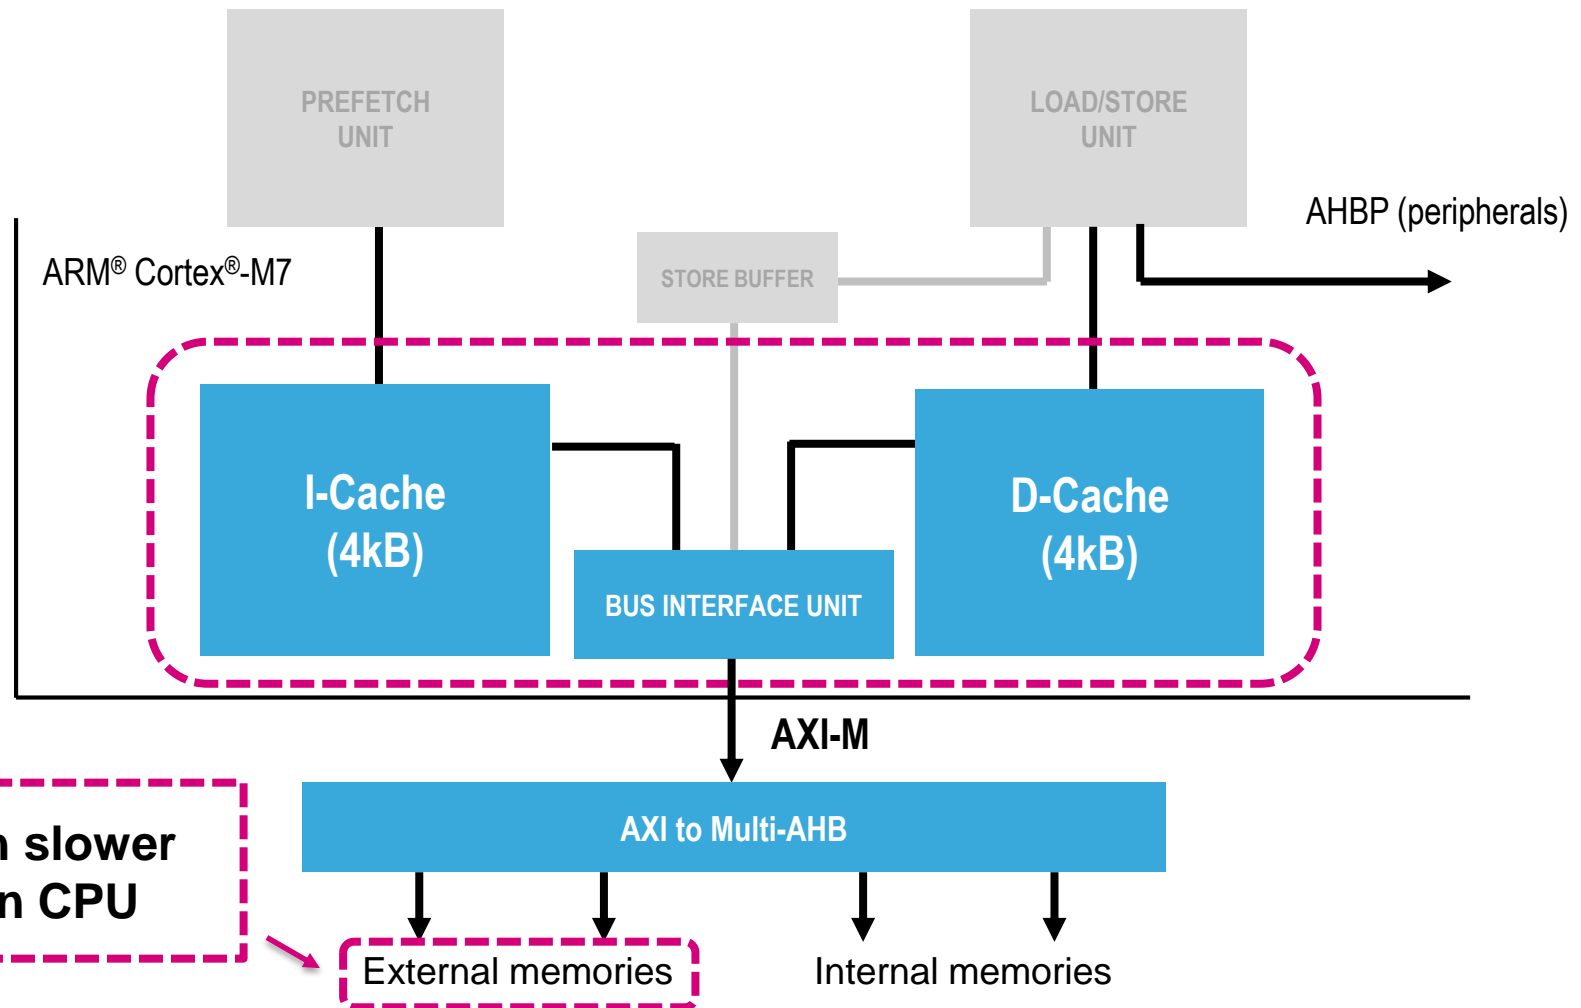 PREFETCH
UNIT
LOAD/STORE
UNIT
AHBP (peripherals)
ARM® Cortex®-M7
STORE BUFFER
I-Cache
(4kB)
D-Cache
(4kB)
BUS INTERFACE UNIT
AXI-M
AXI to Multi-AHB
slower
CPU
External memories
Internal memories